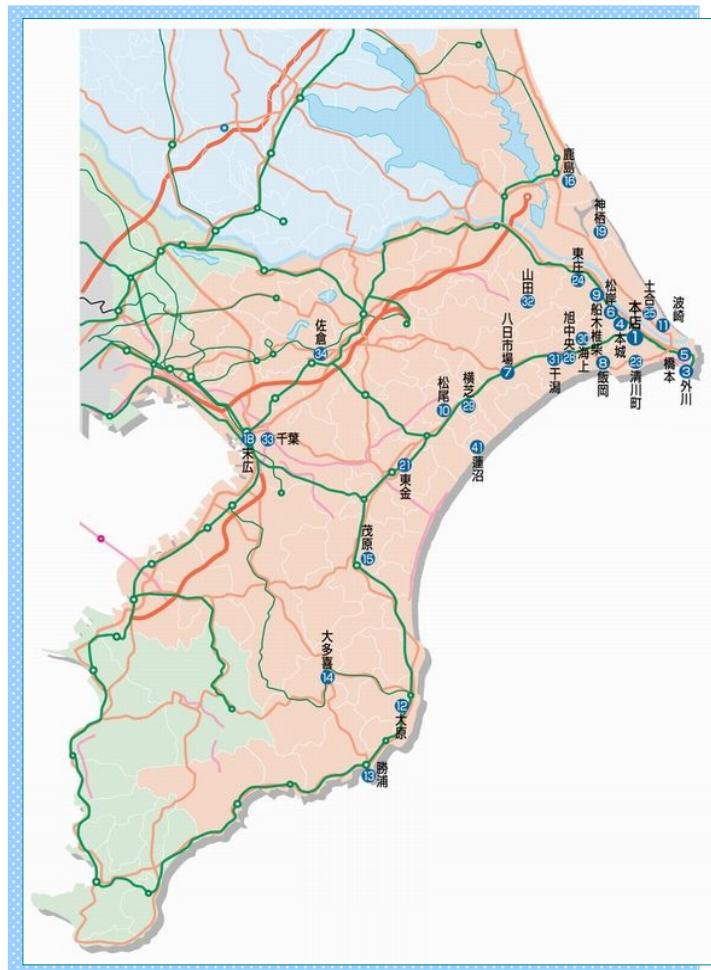 鹿島
16
神栖
19
東庄
24
山田
32
松岸
6
9
船木椎柴
土合
25
波崎
11
本店
1
4
本城
旭中央
28
30
海上
八日市場
7
31
干潟
8
飯岡
23
清川町
5
橋本
3
外川
佐倉
34
横芝
29
松尾
10
41
蓮沼
18
末広
33
千葉
21
東金
茂原
15
大多喜
14
12
大原
13
勝浦